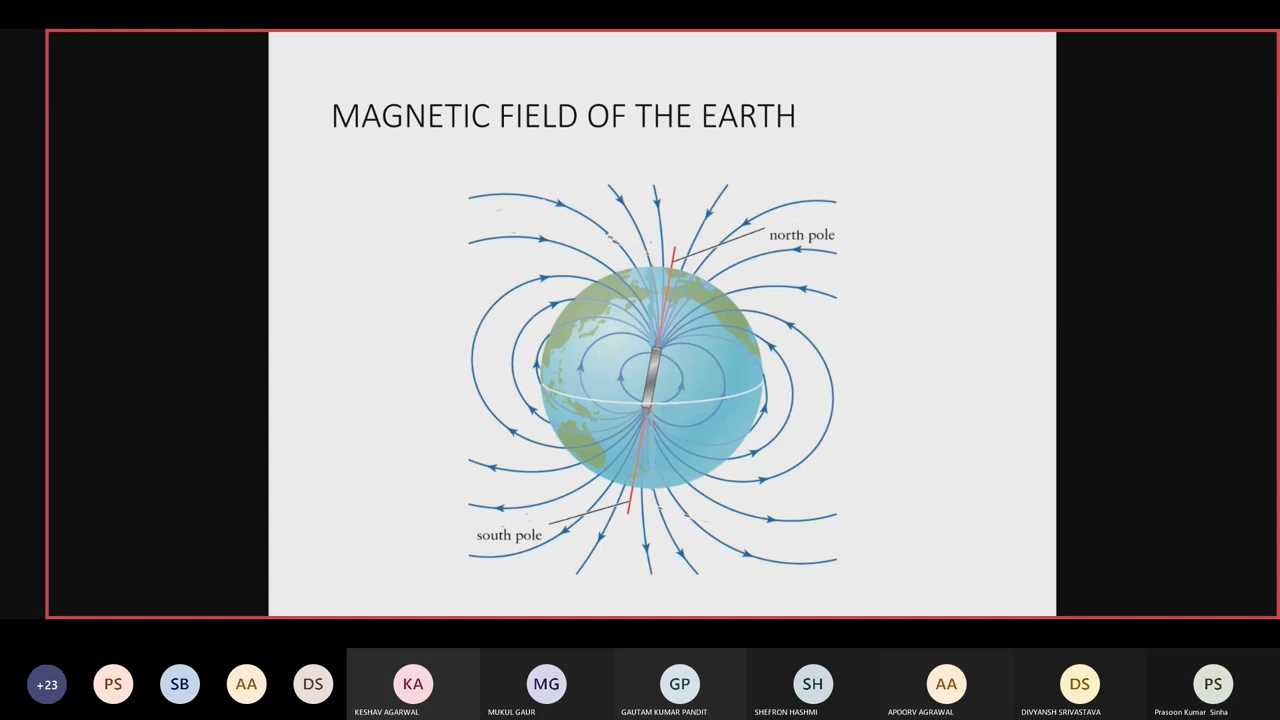 MAGNETIC FIELD OF THE EARTH
north pole
south pole
+23
PS
SB
AA
DS
KA
KESHAV AGARWAL
MG
MUKUL GAUR
GP
GAUTAM KUMAR PANDIT
SH
SHEFRON HASHMI
AA
APOORV AGRAWAL
DS
DIVYANSH SRIVASTAVA
PS
Prasoon Kumar Sinha